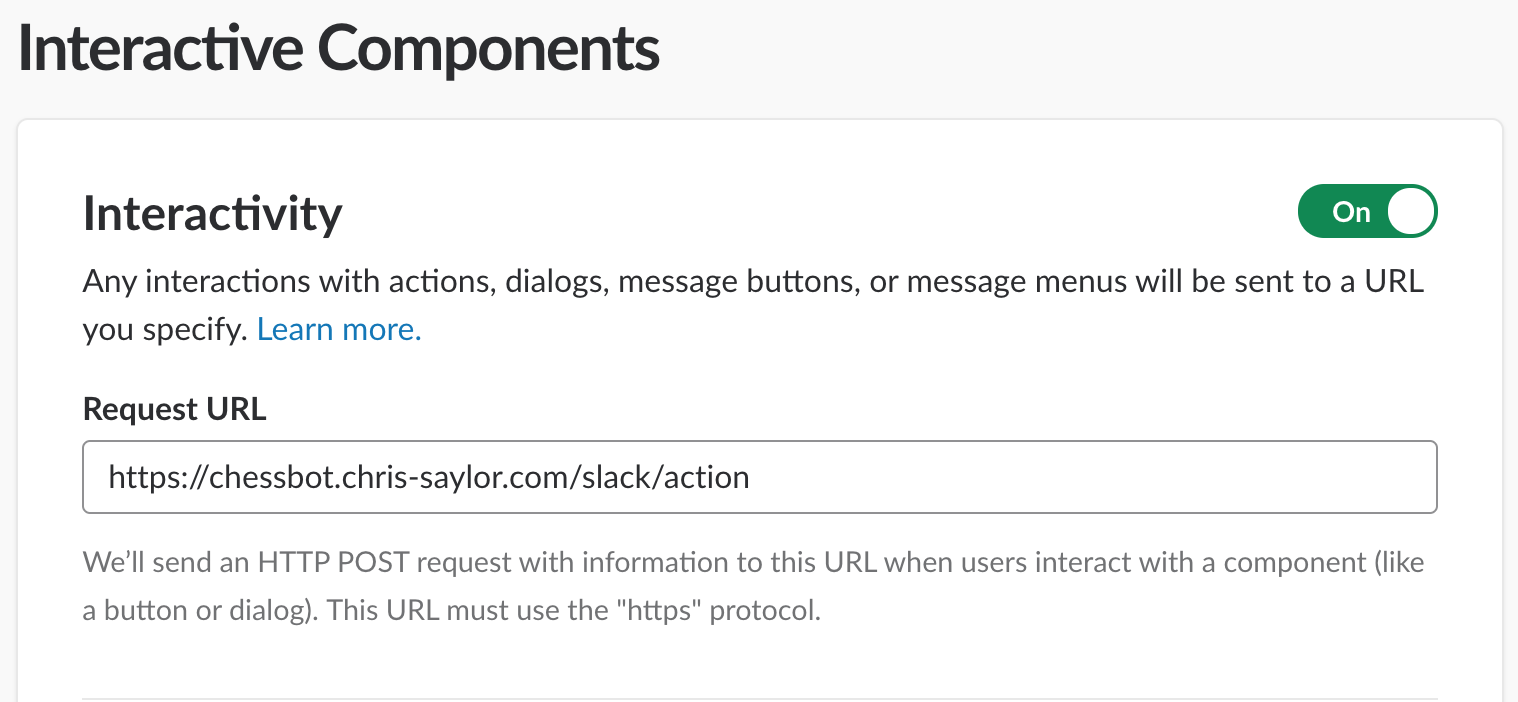 Interactive Components
Interactivity
On
Any interactions with actions, dialogs, message buttons, or message menus will be sent to a URL
you specify. Learn more.
Request URL
https://chessbot.chris-saylor.com/slack/action
We’ll send an HTTP POST request with information to this URL when users interact with a component (like
a button or dialog). This URL must use the "https" protocol.